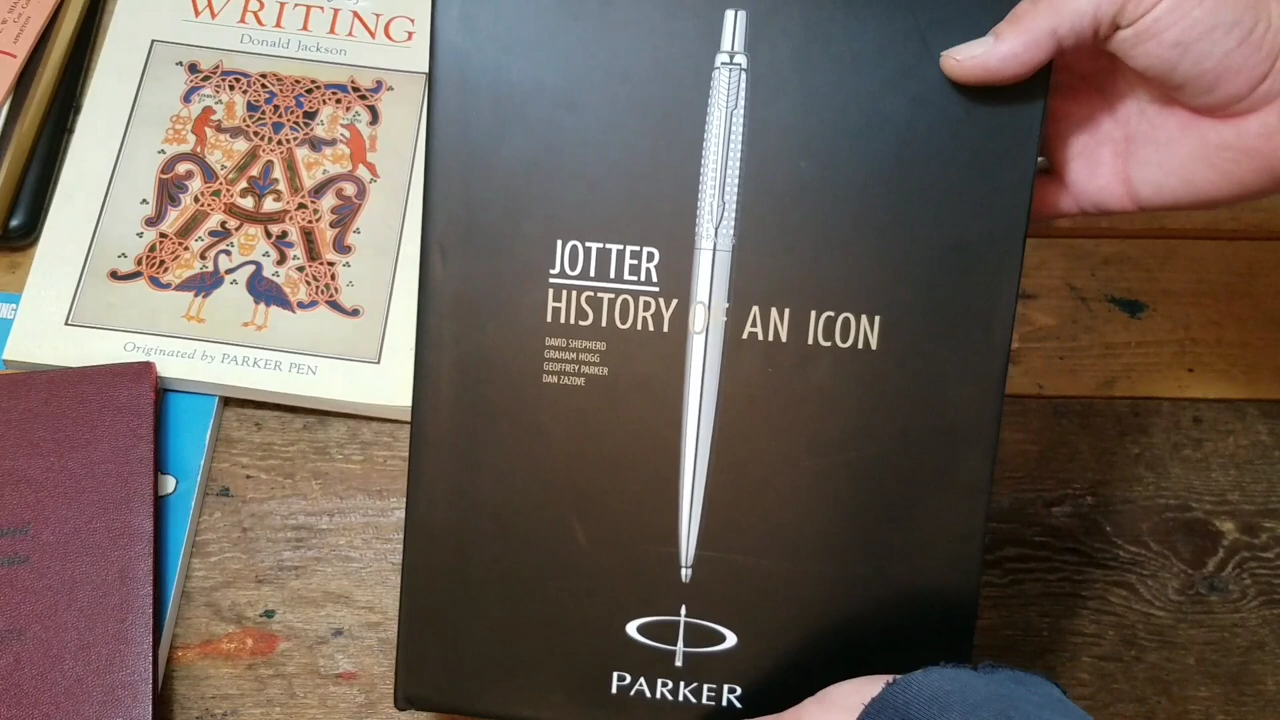 WRITING
Donald Jackson
Originated by PARKER PEN
JOTTER
HISTORY OF AN ICON
DAVID SHEPHERD
GRAHAM HOGG
GEOFFREY PARKER
DAN ZAZOVE
PARKER